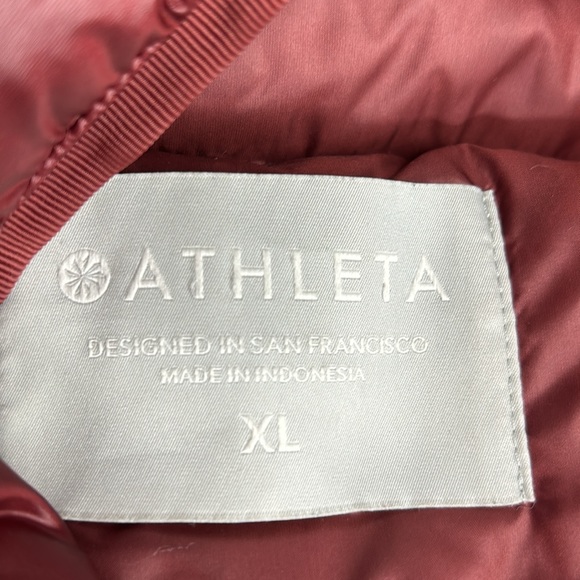 ATHLETA
DESIGNED IN SAN FRANCISCO
MADE IN INDONESIA
XL